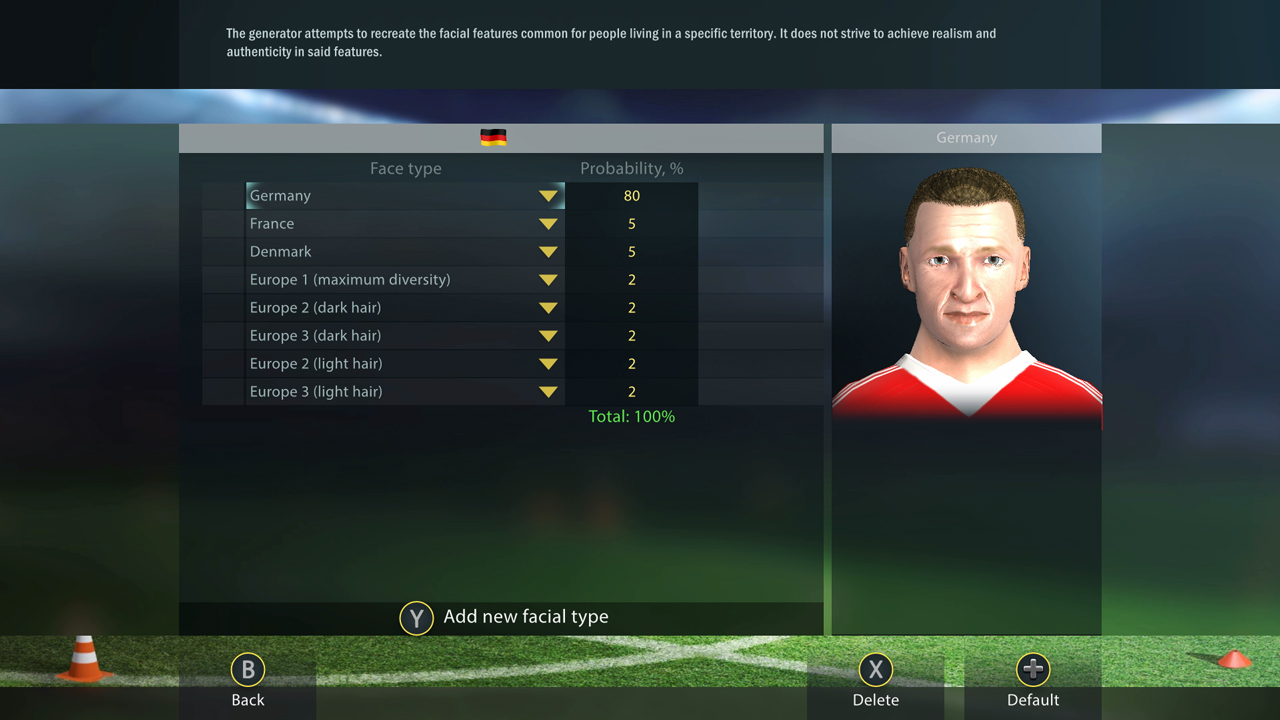 The generator attempts to recreate the facial features common for people living in a specific territory. It does not strive to achieve realism and
authenticity in said features.
Germany
Face type Probability, %
Germany 80
France 5
Denmark 5
Europe 1 (maximum diversity) 2
Europe 2 (dark hair) 2
Europe 3 (dark hair) 2
Europe 2 (light hair) 2
Europe 3 (light hair) 2
Total: 100%
Y Add new facial type
B
Back
X
Delete
Default